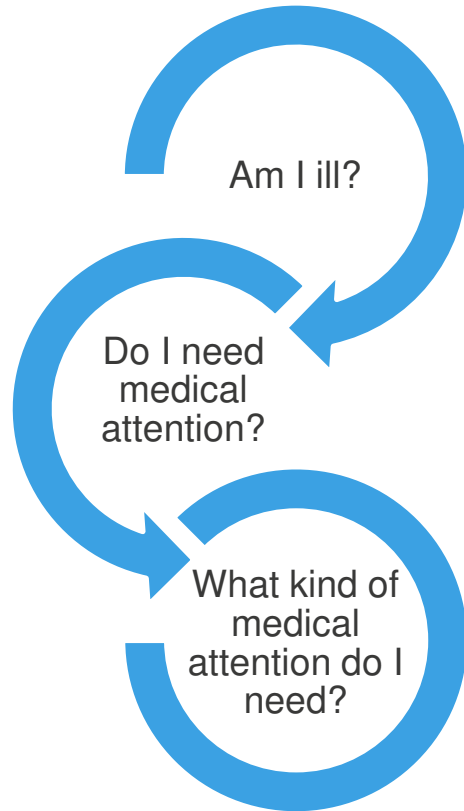 Am I ill?
Do I need
medical
attention?
What kind of
medical
attention do I
need?